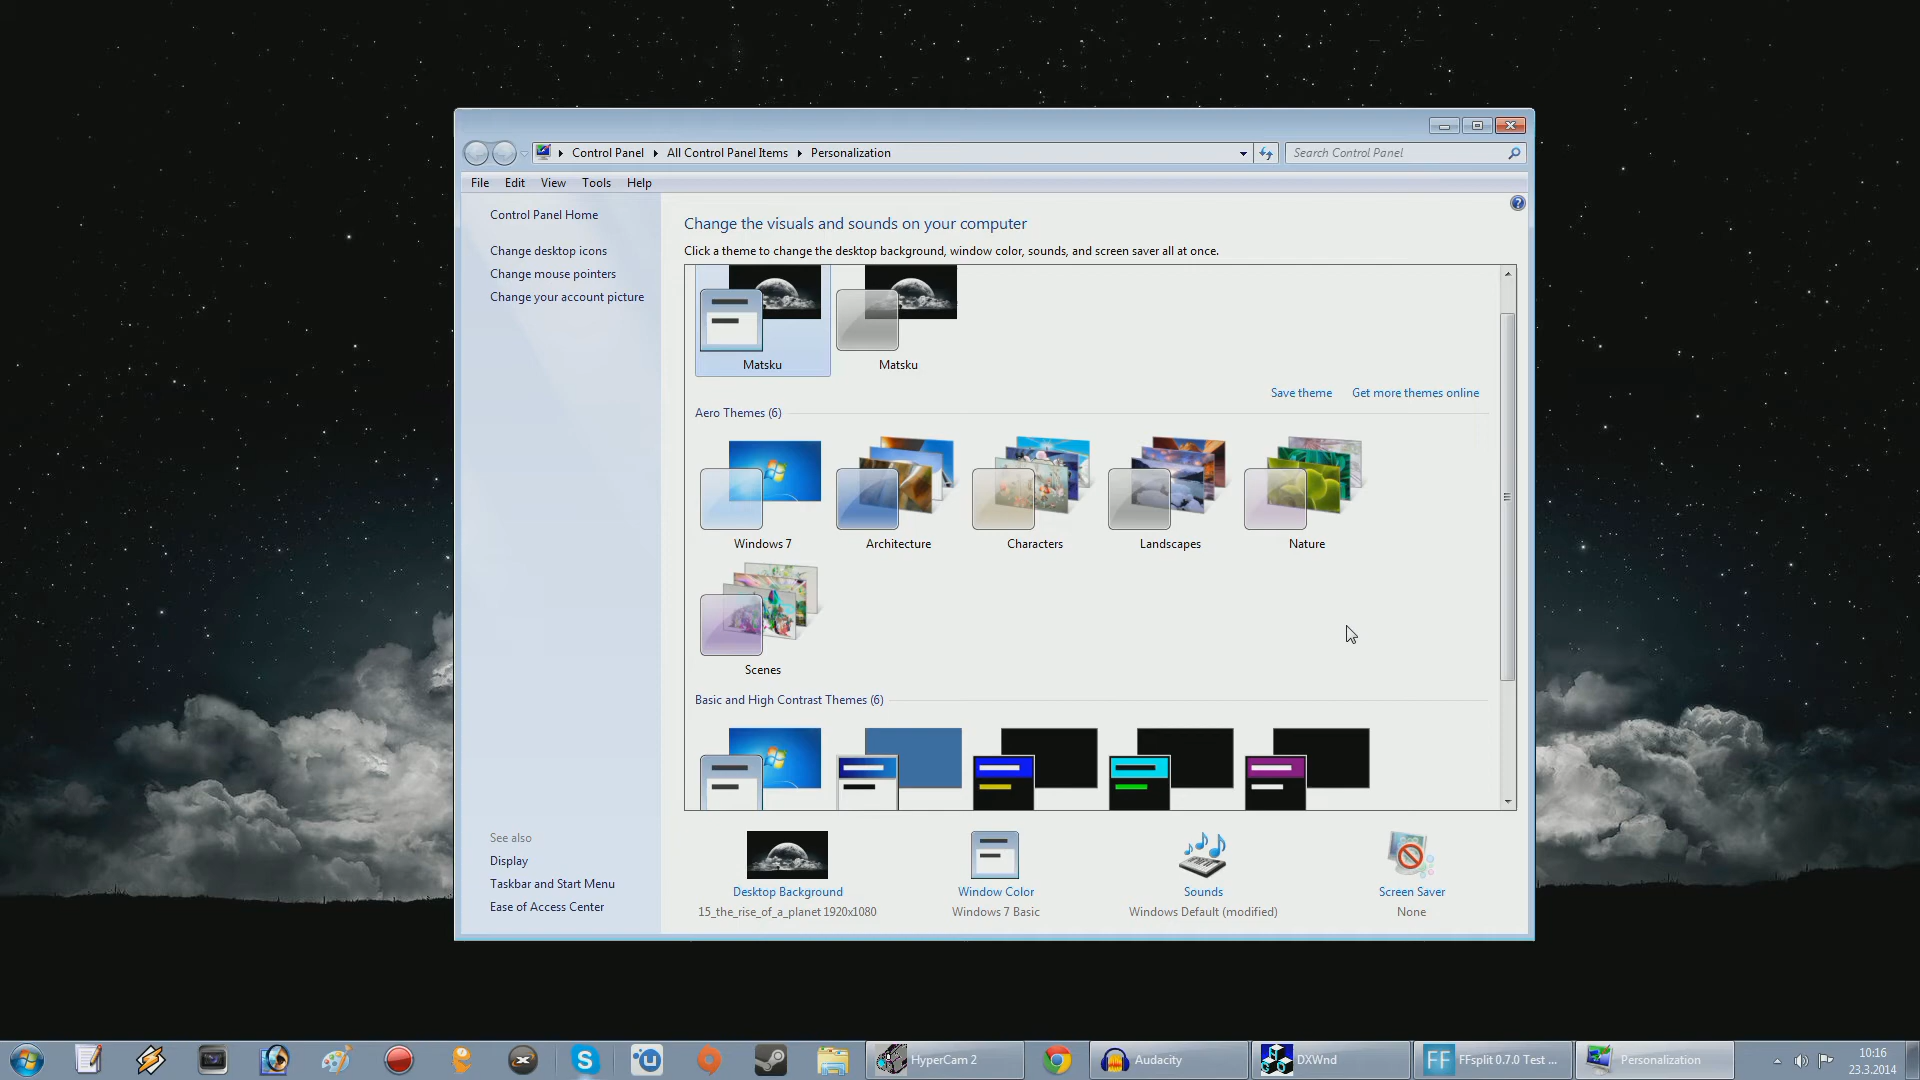 Control Panel
All Control Panel Items
Personalization
Search Control Panel
File
Edit
View
Tools
Help
Control Panel Home
Change desktop icons
Change mouse pointers
Change your account picture
Change the visuals and sounds on your computer
Click a theme to change the desktop background, window color, sounds, and screen saver all at once.
Matsku
Matsku
Save theme
Get more themes online
Aero Themes (6)
Windows 7
Architecture
Characters
Landscapes
Nature
Scenes
Basic and High Contrast Themes (6)
See also
Display
Taskbar and Start Menu
Ease of Access Center
Desktop Background
15_the_rise_of_a_planet 1920x1080
Window Color
Windows 7 Basic
Sounds
Windows Default (modified)
Screen Saver
None
HyperCam 2
Audacity
DXWnd
FF
FFsplit 0.7.0 Test ...
Personalization
10:16
23.3.2014